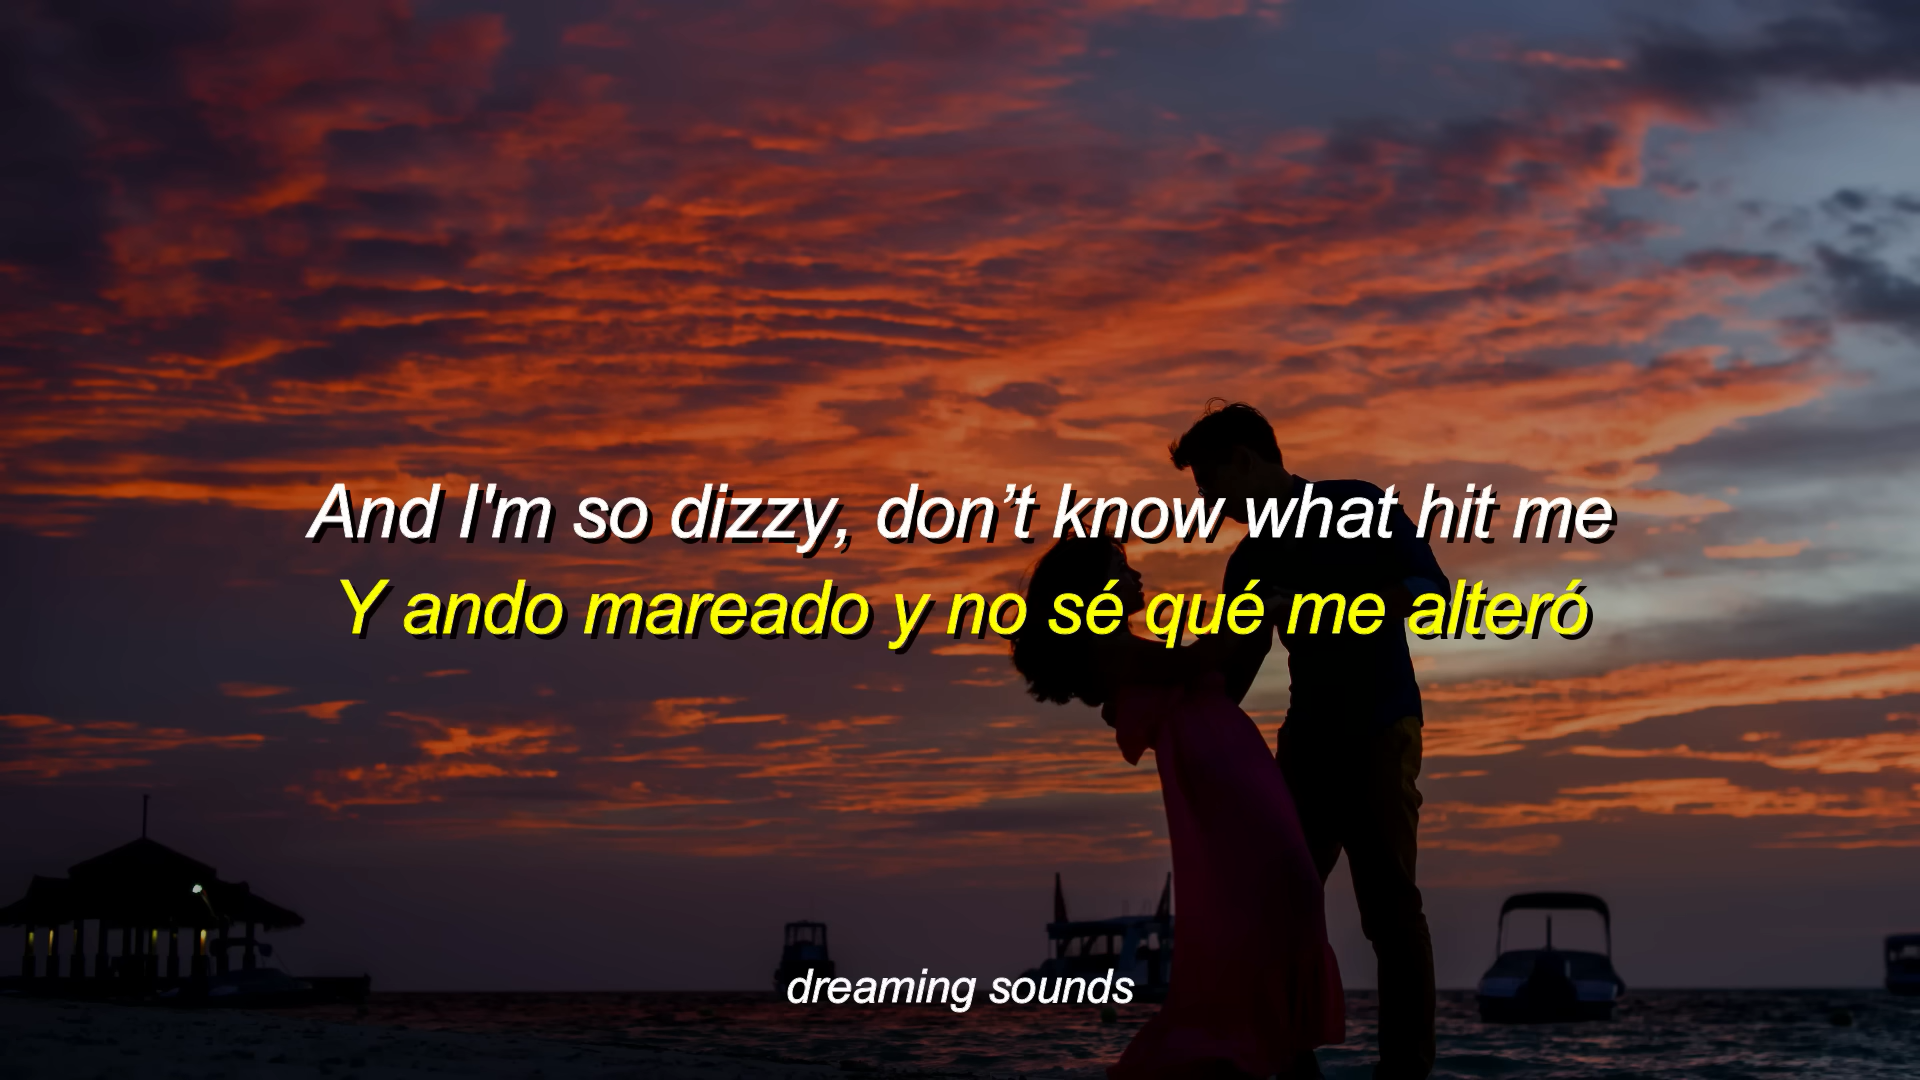 And I'm so dizzy, don’t know what hit me
Y ando mareado y no sé qué me alteró
dreaming sounds